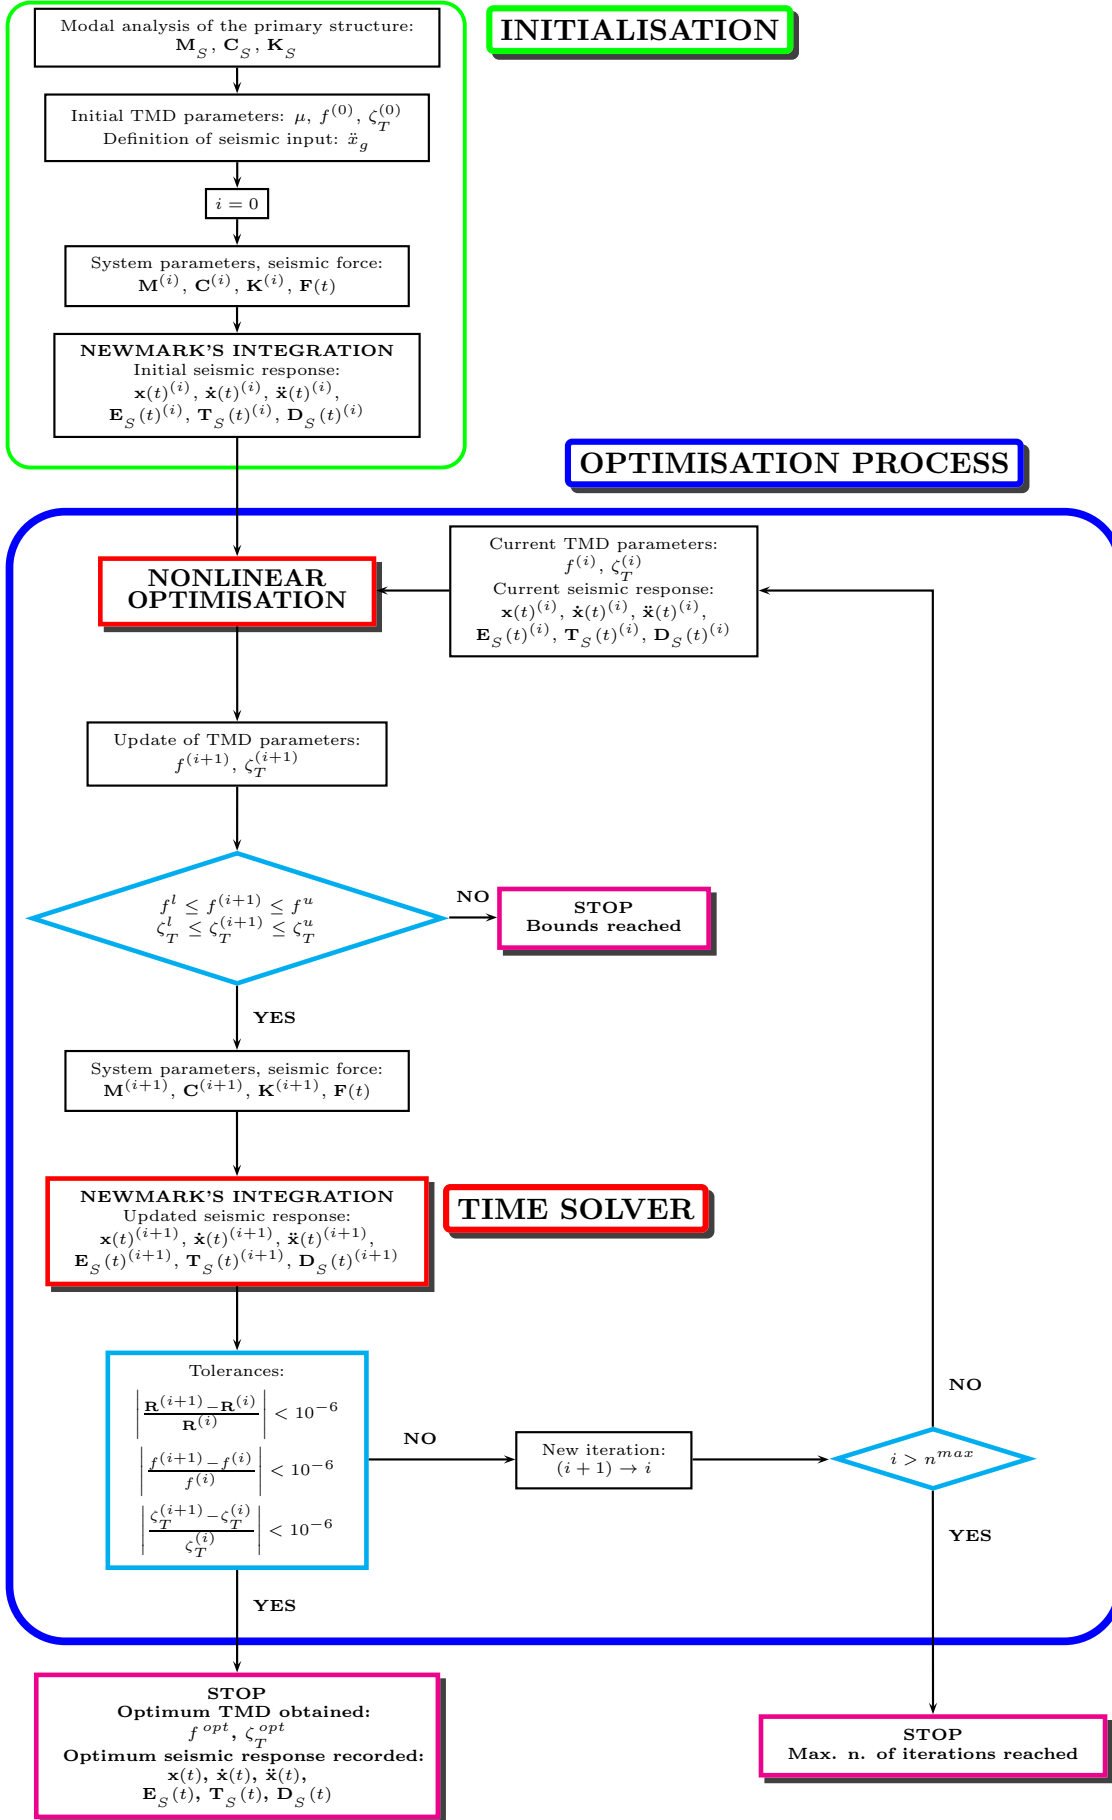 INITIALISATION
Modal analysis of the primary structure:
𝐌_S, 𝐂_S, 𝐊_S
Initial TMD parameters: μ, f^(0), ζ_T^(0)
Definition of seismic input: ẍ_g
i = 0
System parameters, seismic force:
𝐌^(i), 𝐂^(i), 𝐊^(i), 𝐅(t)
NEWMARK'S INTEGRATION
Initial seismic response:
𝐱(t)^(i), 𝐱̇(t)^(i), 𝐱̈(t)^(i),
𝐄_S(t)^(i), 𝐓_S(t)^(i), 𝐃_S(t)^(i)
OPTIMISATION PROCESS
NONLINEAR
OPTIMISATION
Current TMD parameters:
f^(i), ζ_T^(i)
Current seismic response:
𝐱(t)^(i), 𝐱̇(t)^(i), 𝐱̈(t)^(i),
𝐄_S(t)^(i), 𝐓_S(t)^(i), 𝐃_S(t)^(i)
Update of TMD parameters:
f^(i+1), ζ_T^(i+1)
f^l ≤ f^(i+1) ≤ f^u
ζ_T^l ≤ ζ_T^(i+1) ≤ ζ_T^u
NO
STOP
Bounds reached
YES
System parameters, seismic force:
𝐌^(i+1), 𝐂^(i+1), 𝐊^(i+1), 𝐅(t)
NEWMARK'S INTEGRATION
Updated seismic response:
𝐱(t)^(i+1), 𝐱̇(t)^(i+1), 𝐱̈(t)^(i+1),
𝐄_S(t)^(i+1), 𝐓_S(t)^(i+1), 𝐃_S(t)^(i+1)
TIME SOLVER
Tolerances:
|(𝐑^(i+1) − 𝐑^(i)) / 𝐑^(i)| < 10^−6
|(f^(i+1) − f^(i)) / f^(i)| < 10^−6
|(ζ_T^(i+1) − ζ_T^(i)) / ζ_T^(i)| < 10^−6
NO
New iteration:
(i + 1) → i
i > n^max
NO
YES
YES
STOP
Optimum TMD obtained:
f^opt, ζ_T^opt
Optimum seismic response recorded:
𝐱(t), 𝐱̇(t), 𝐱̈(t),
𝐄_S(t), 𝐓_S(t), 𝐃_S(t)
STOP
Max. n. of iterations reached